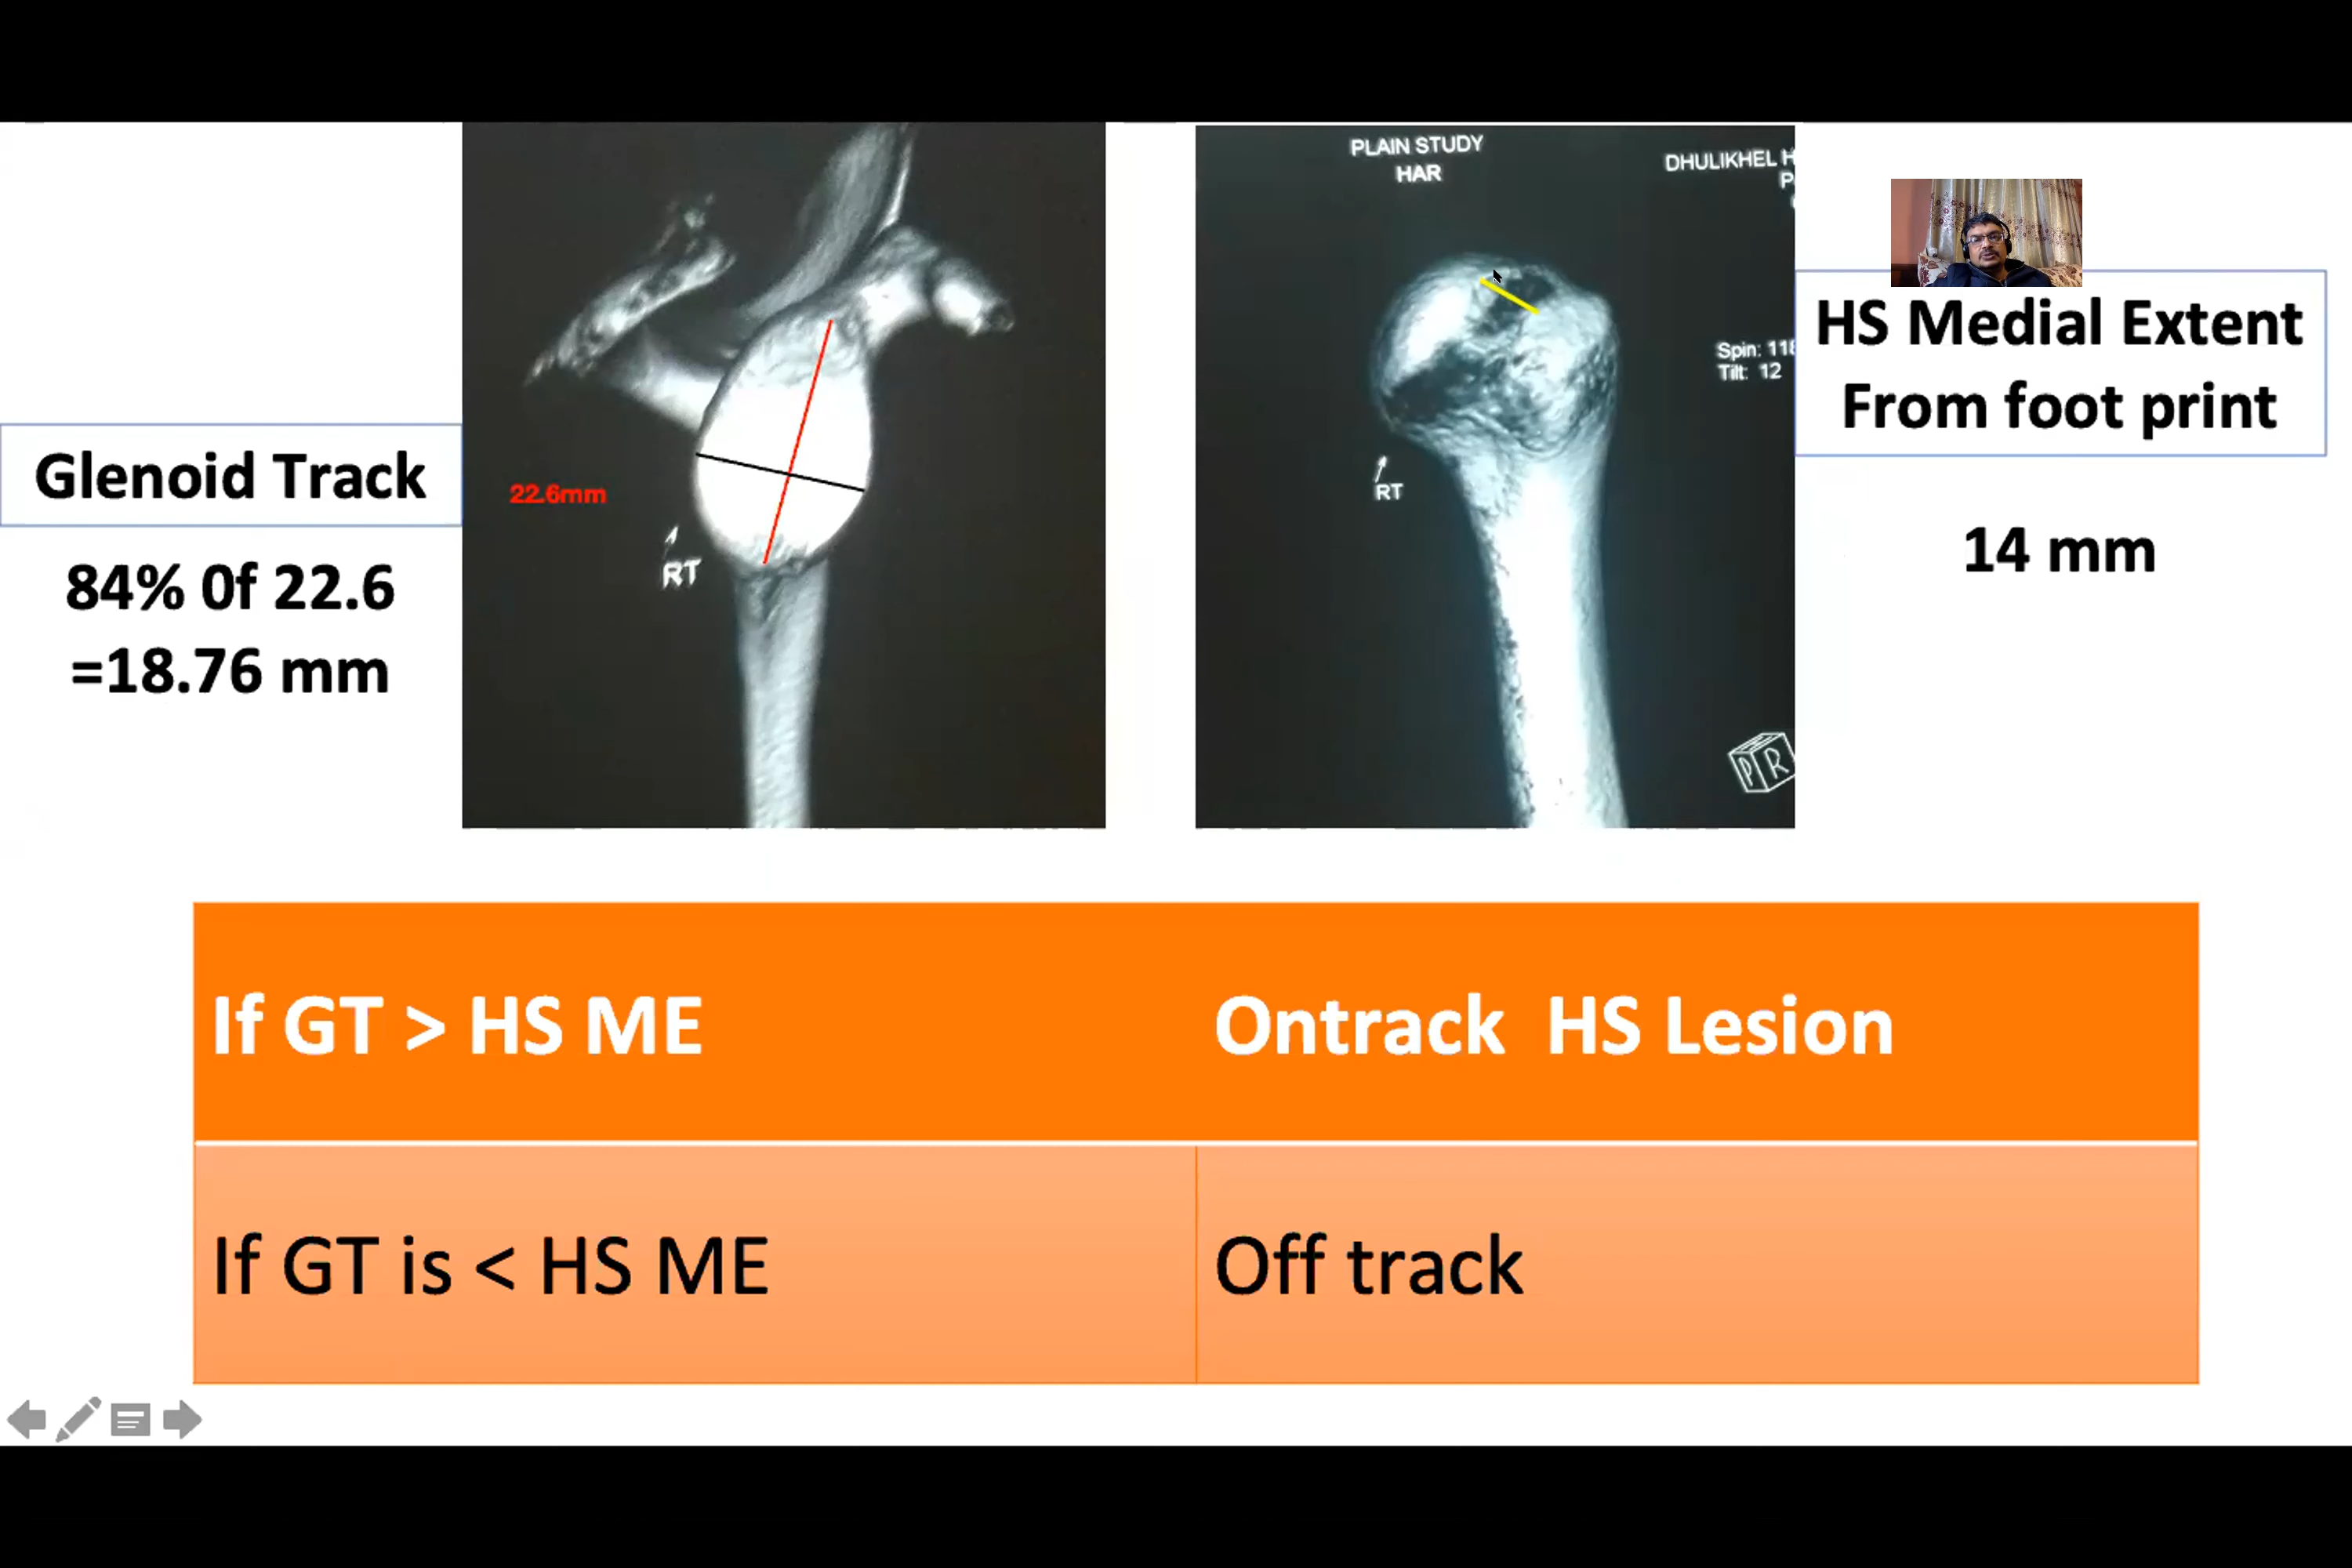 Glenoid Track
84% 0f 22.6
=18.76 mm
22.6mm
RT
PLAIN STUDY
HAR
DHULIKHEL H
P
Spin: 118
Tilt: 12
RT
P R
HS Medial Extent
From foot print
14 mm
If GT > HS ME
Ontrack HS Lesion
If GT is < HS ME
Off track